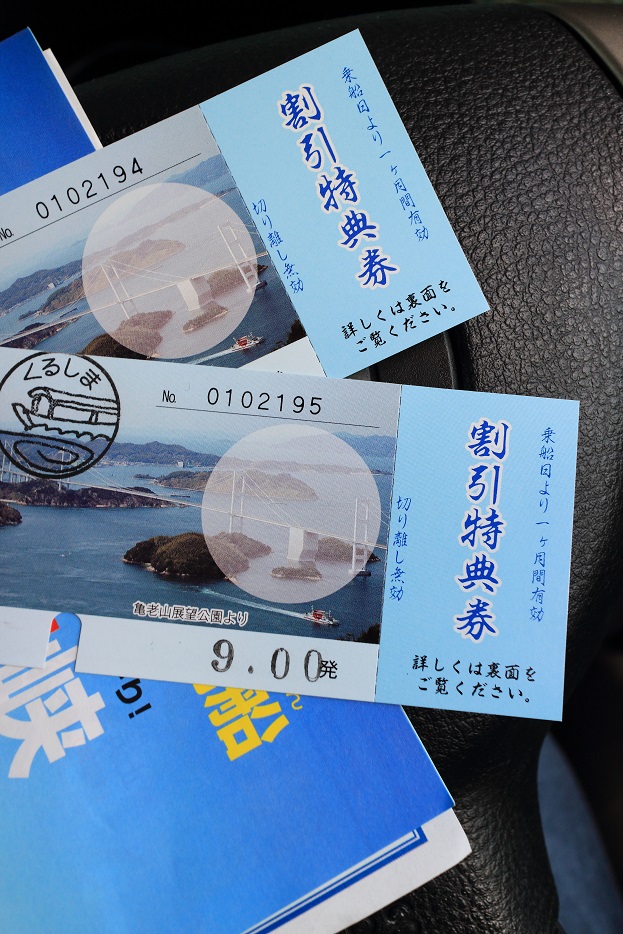 No. 0102194
割引特典券
乗船日より一ヶ月間有効
切り離し無効
詳しくは裏面を
ご覧ください。
くるしま
No. 0102195
亀老山展望公園より
9.00発
割引特典券
乗船日より一ヶ月間有効
切り離し無効
詳しくは裏面を
ご覧ください。
峡
船